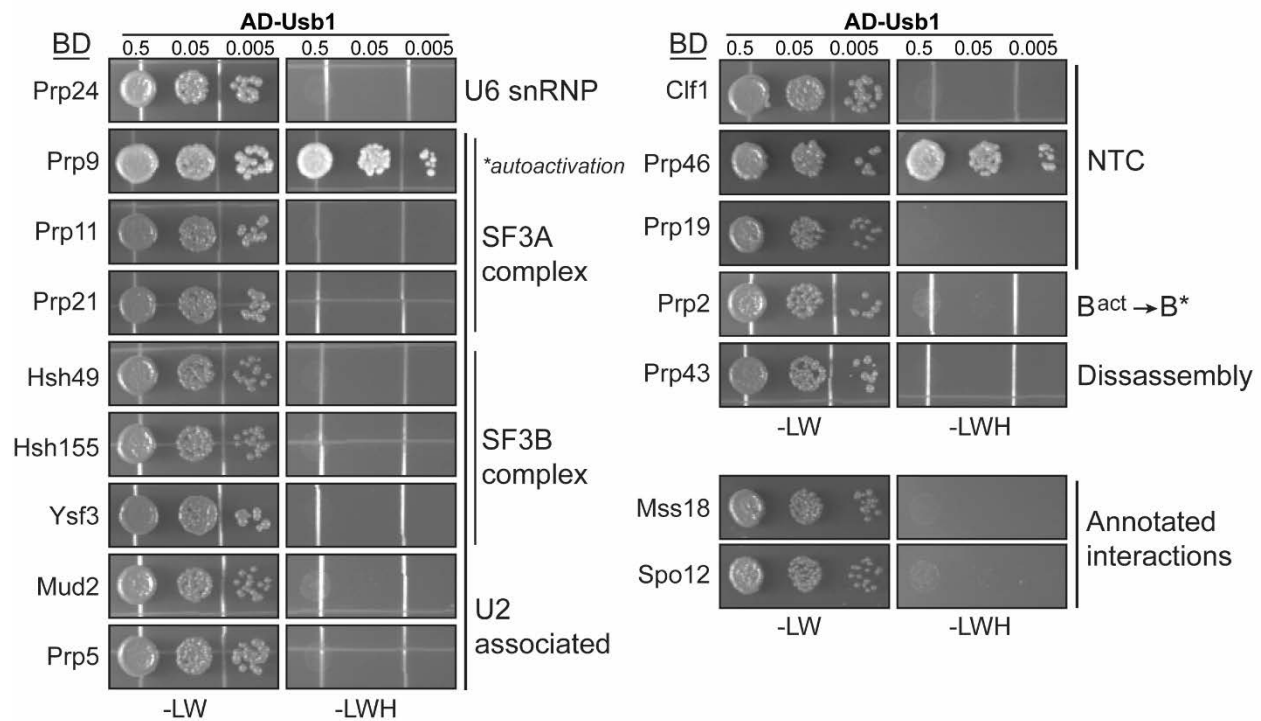 AD-Usb1
BD 0.5 0.05 0.005 0.5 0.05 0.005
Prp24 U6 snRNP
Prp9 *autoactivation
Prp11
SF3A
complex
Prp21
Hsh49
Hsh155
SF3B
complex
Ysf3
Mud2
U2
associated
Prp5
-LW -LWH
AD-Usb1
BD 0.5 0.05 0.005 0.5 0.05 0.005
Clf1
Prp46 NTC
Prp19
Prp2 Bact → B*
Prp43 Dissassembly
-LW -LWH
Mss18
Annotated
interactions
Spo12
-LW -LWH